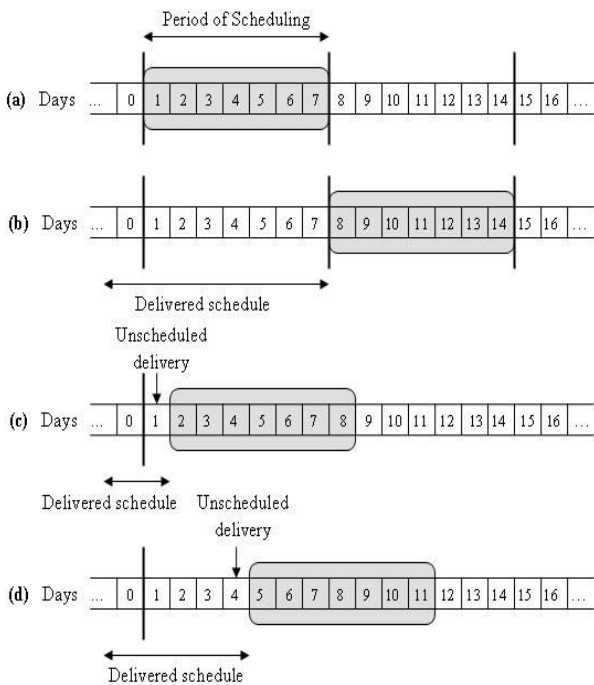 Period of Scheduling
(a) Days ... 0 1 2 3 4 5 6 7 8 9 10 11 12 13 14 15 16 ...
(b) Days ... 0 1 2 3 4 5 6 7 8 9 10 11 12 13 14 15 16 ...
Delivered schedule
Unscheduled
delivery
(c) Days ... 0 1 2 3 4 5 6 7 8 9 10 11 12 13 14 15 16 ...
Delivered schedule
Unscheduled
delivery
(d) Days ... 0 1 2 3 4 5 6 7 8 9 10 11 12 13 14 15 16 ...
Delivered schedule